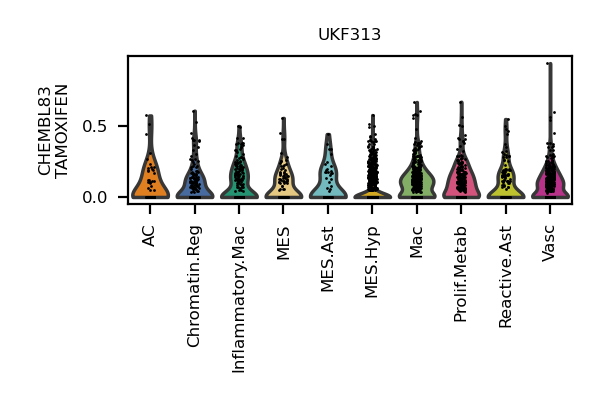 UKF313
CHEMBL83
TAMOXIFEN
0.5
0.0
AC
Chromatin.Reg
Inflammatory.Mac
MES
MES.Ast
MES.Hyp
Mac
Prolif.Metab
Reactive.Ast
Vasc